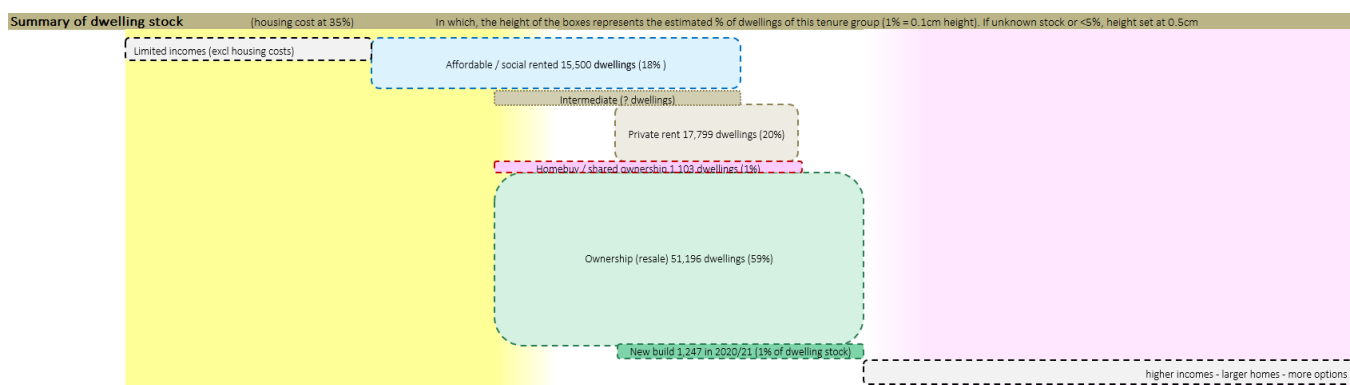 Summary of dwelling stock (housing cost at 35%) In which, the height of the boxes represents the estimated % of dwellings of this tenure group (1% = 0.1cm height). If unknown stock or <5%, height set at 0.5cm
Limited incomes (excl housing costs)
Affordable / social rented 15,500 dwellings (18% )
Intermediate (? dwellings)
Private rent 17,799 dwellings (20%)
Homebuy / shared ownership 1,103 dwellings (1%)
Ownership (resale) 51,196 dwellings (59%)
New build 1,247 in 2020/21 (1% of dwelling stock)
higher incomes - larger homes - more options